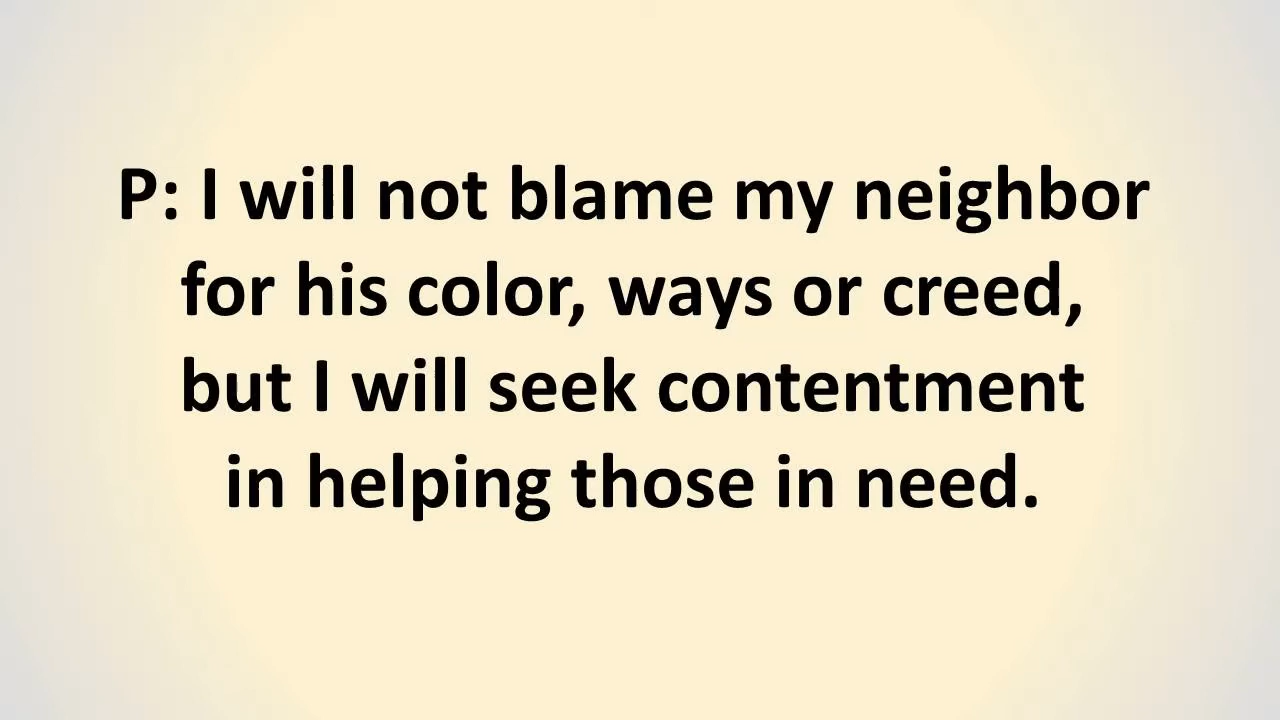 P: I will not blame my neighbor
for his color, ways or creed,
but I will seek contentment
in helping those in need.